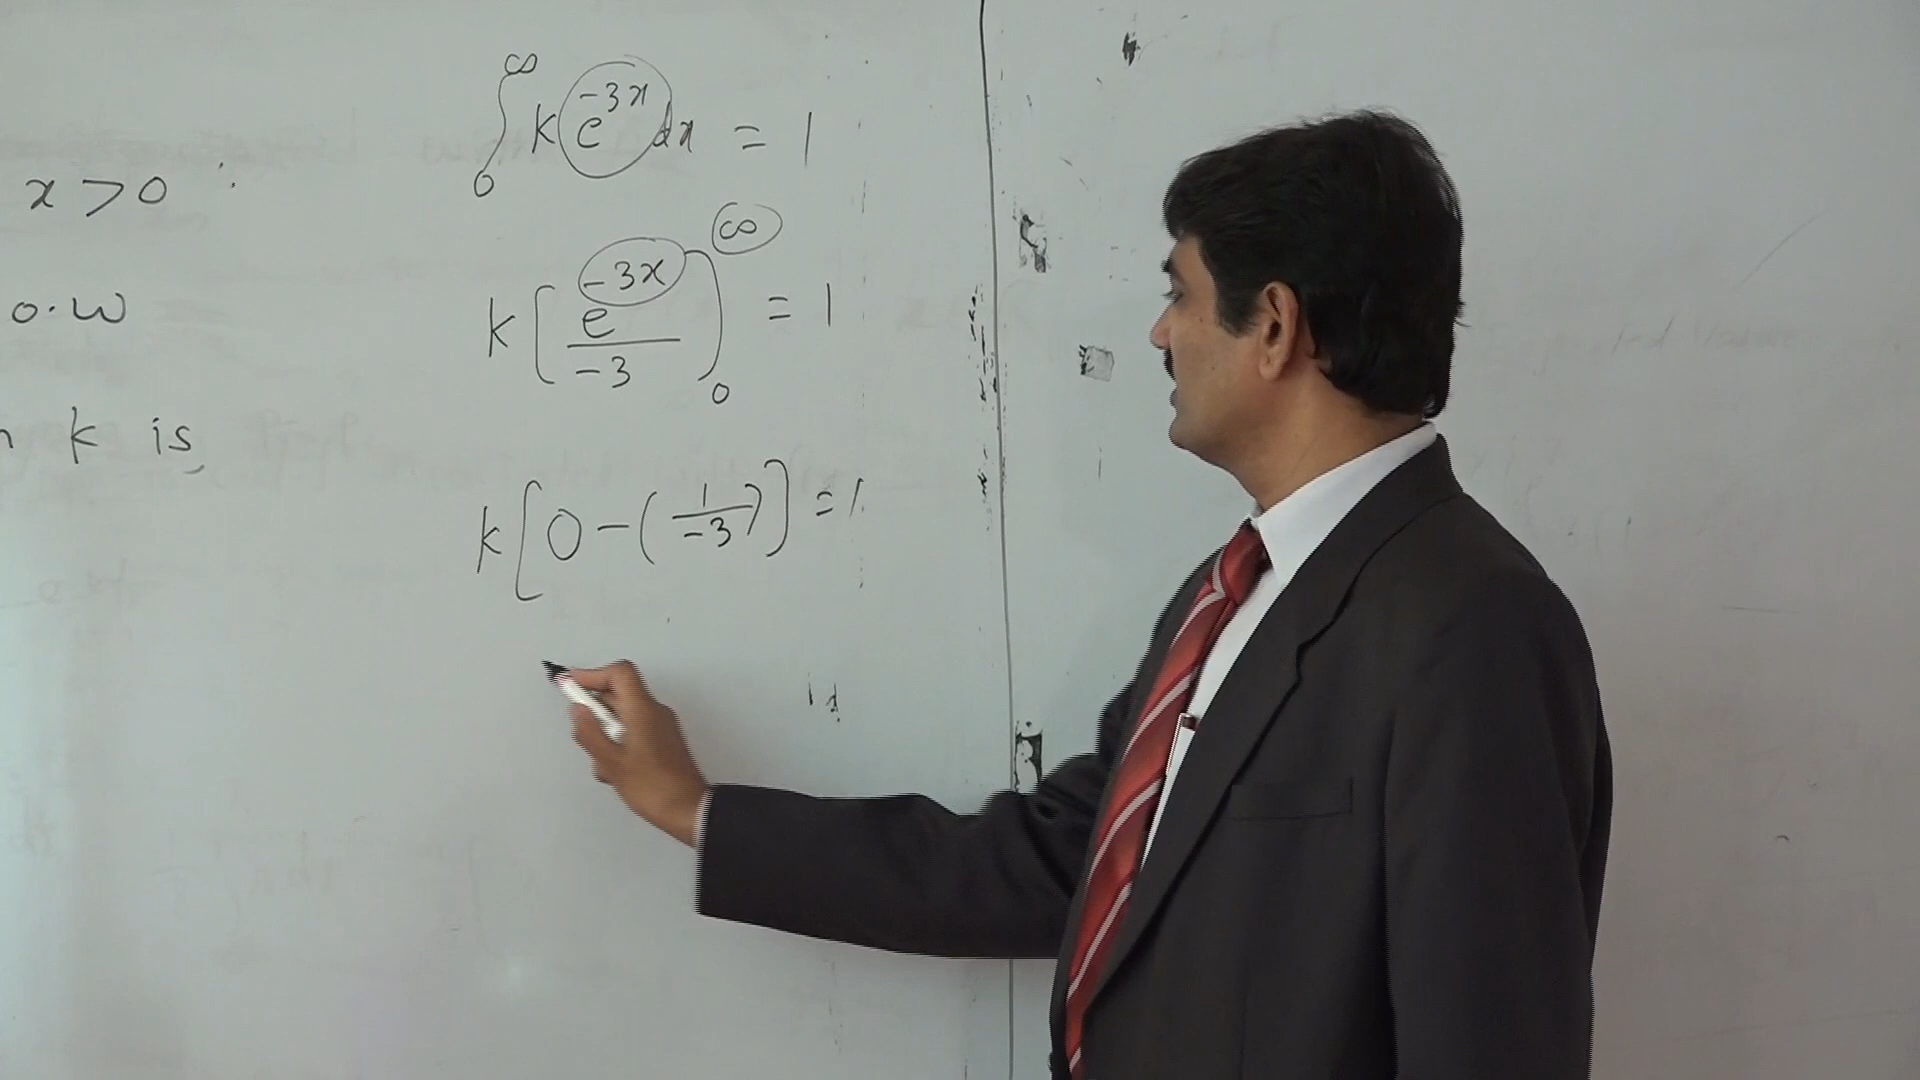 x > 0
o.w
k is
∫₀^∞ k e^{-3x} dx = 1
k [ e^{-3x} / -3 ]₀^∞ = 1
k [ 0 - ( 1 / -3 ) ] = 1